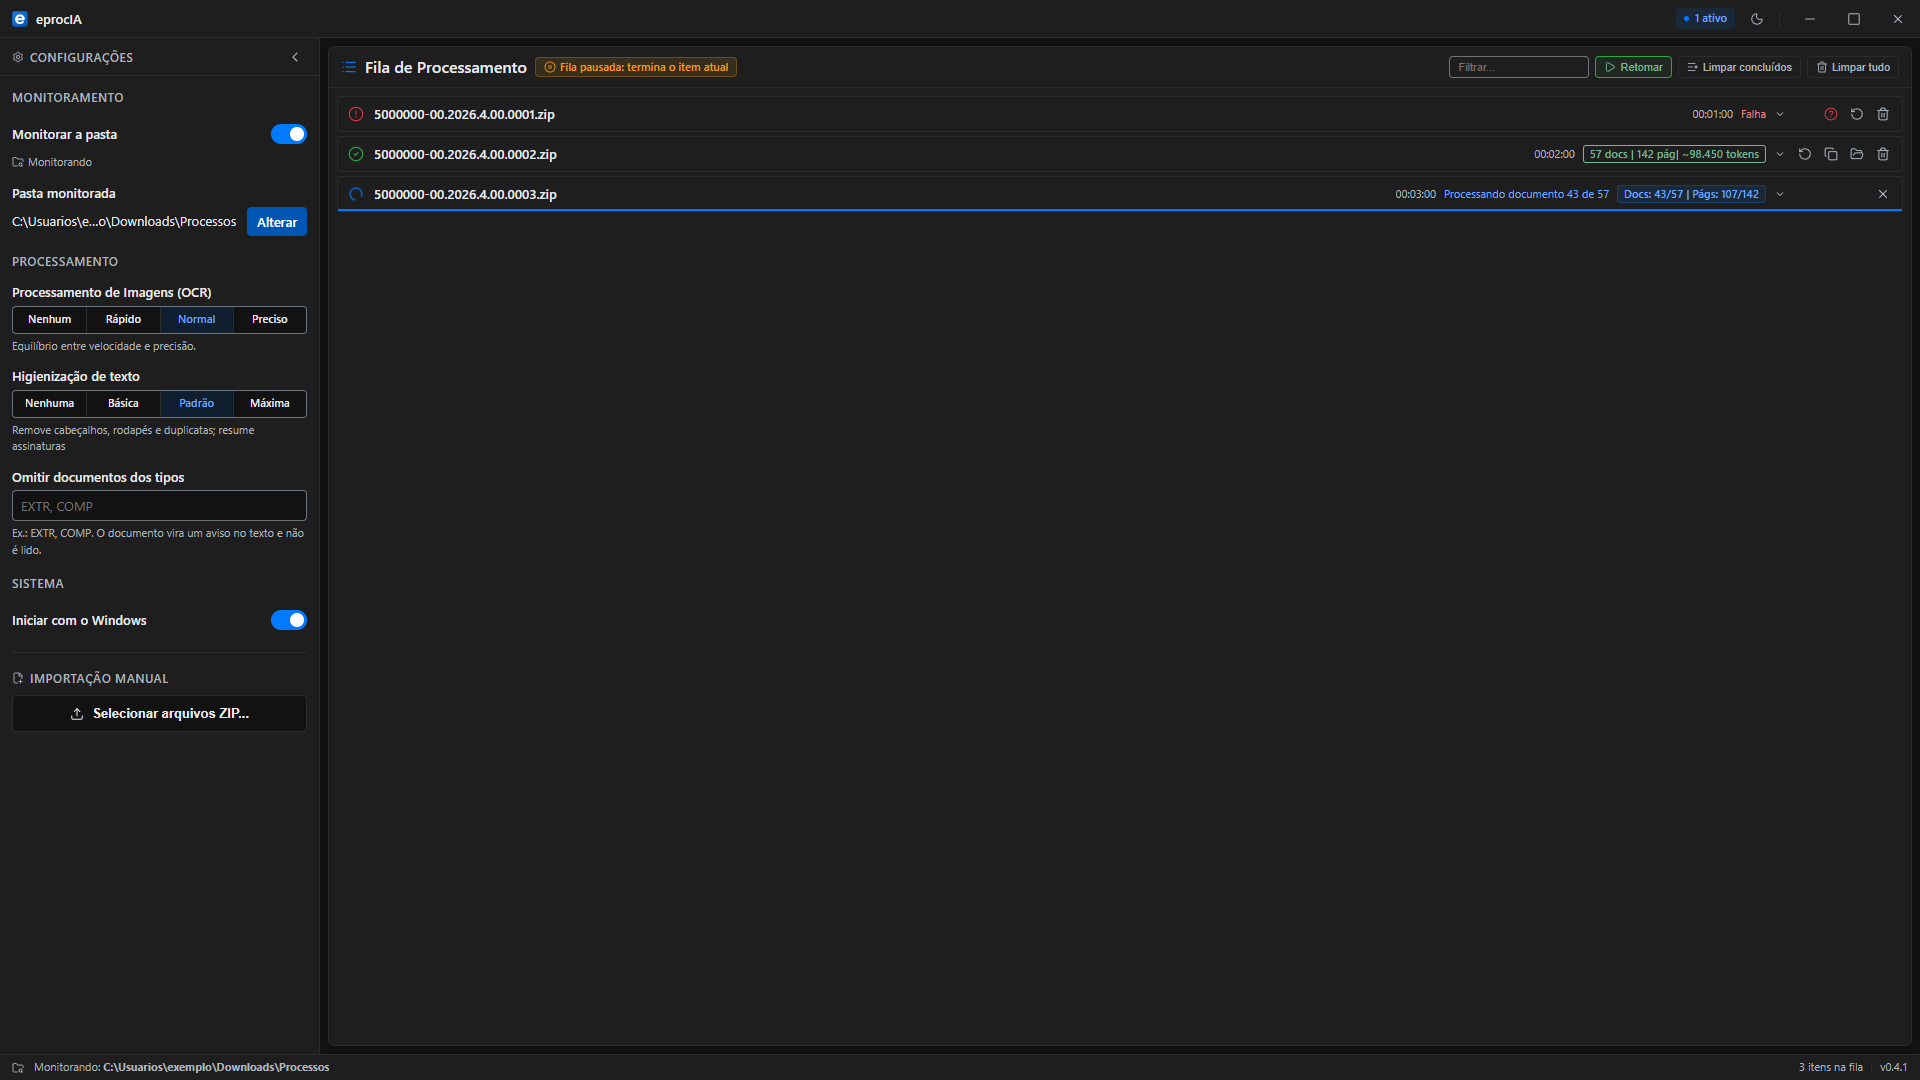 eprocIA
1 ativo
CONFIGURAÇÕES
MONITORAMENTO
Monitorar a pasta
Monitorando
Pasta monitorada
C:\Usuarios\e...o\Downloads\Processos
Alterar
PROCESSAMENTO
Processamento de Imagens (OCR)
Nenhum Rápido Normal Preciso
Equilíbrio entre velocidade e precisão.
Higienização de texto
Nenhuma Básica Padrão Máxima
Remove cabeçalhos, rodapés e duplicatas; resume
assinaturas
Omitir documentos dos tipos
EXTR, COMP
Ex.: EXTR, COMP. O documento vira um aviso no texto e não
é lido.
SISTEMA
Iniciar com o Windows
IMPORTAÇÃO MANUAL
Selecionar arquivos ZIP...
Fila de Processamento Fila pausada: termina o item atual Filtrar... Retomar Limpar concluídos Limpar tudo
5000000-00.2026.4.00.0001.zip 00:01:00 Falha
5000000-00.2026.4.00.0002.zip 00:02:00 57 docs | 142 pág| ~98.450 tokens
5000000-00.2026.4.00.0003.zip 00:03:00 Processando documento 43 de 57 Docs: 43/57 | Págs: 107/142
Monitorando: C:\Usuarios\exemplo\Downloads\Processos
3 itens na fila v0.4.1